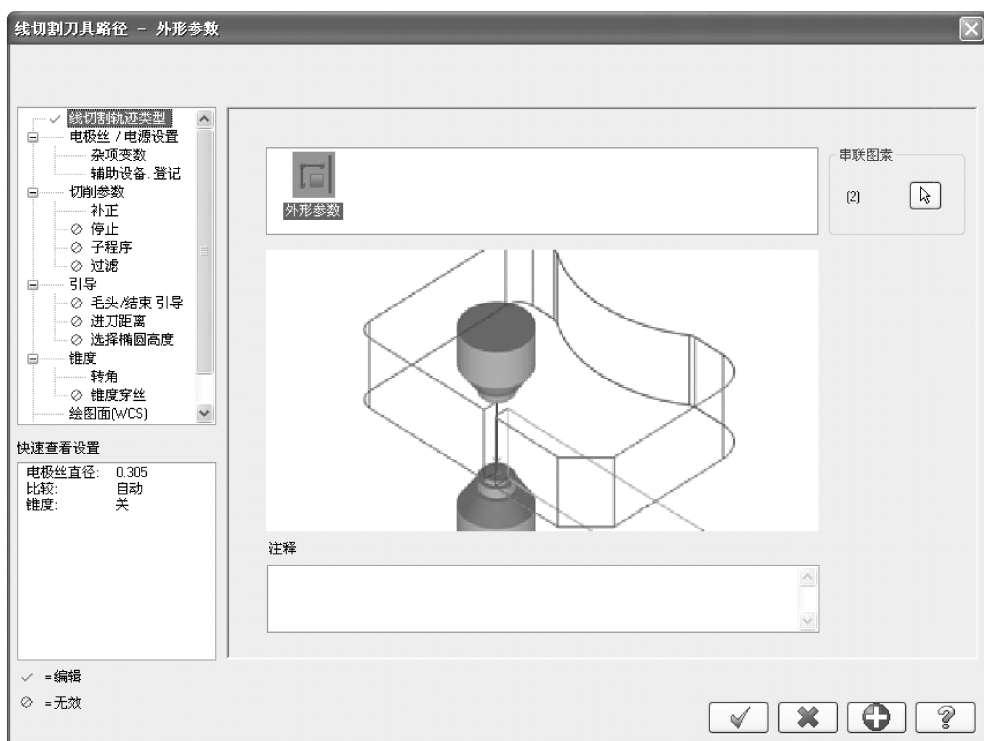 线切割刀具路径 - 外形参数
线切割轨迹类型
电极丝 / 电源设置
杂项变数
辅助设备.登记
切削参数
补正
停止
子程序
过滤
引导
毛头/结束 引导
进刀距离
选择椭圆高度
锥度
转角
锥度穿丝
绘图面(WCS)
快速查看设置
电极丝直径: 0.305
比较: 自动
锥度: 关
✓ =编辑
⊘ =无效
外形参数
串联图素
(2)
注释